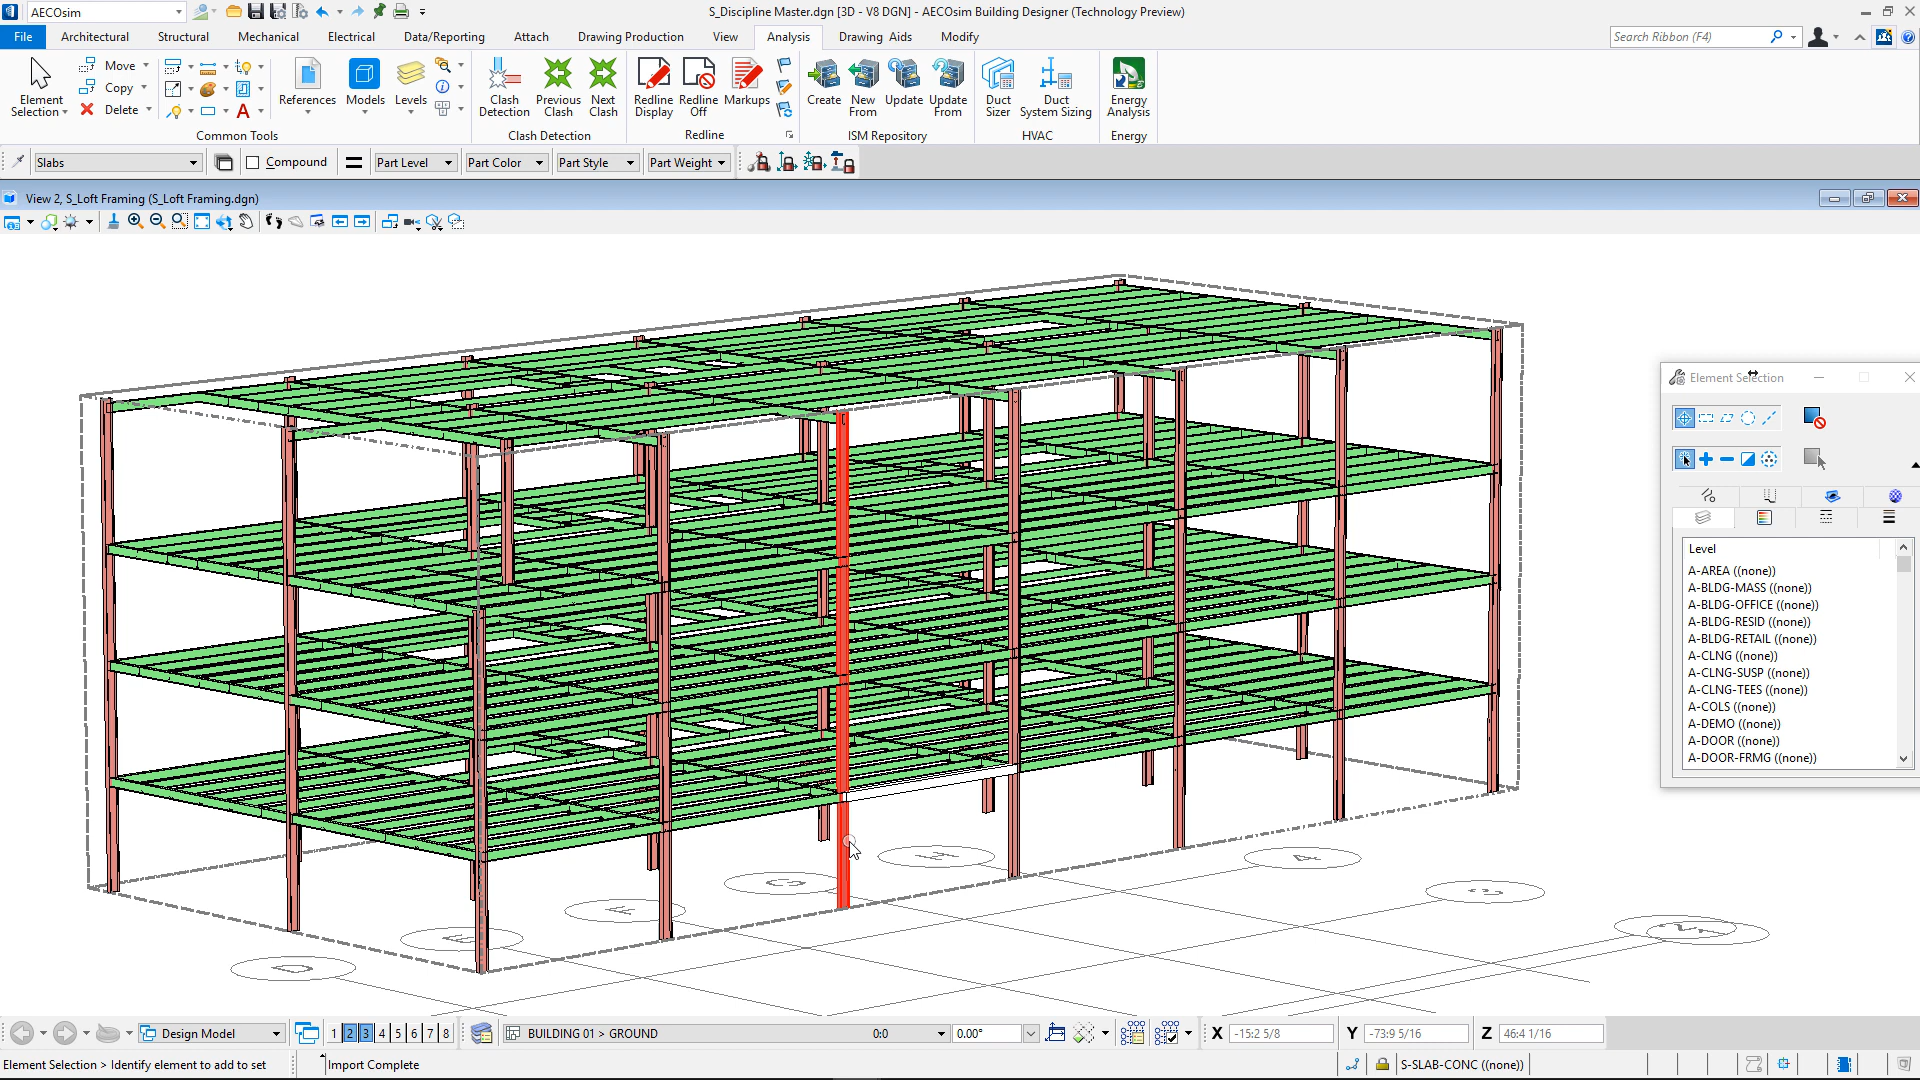 AECOsim
S_Discipline Master.dgn [3D - V8 DGN] - AECOsim Building Designer (Technology Preview)
File Architectural Structural Mechanical Electrical Data/Reporting Attach Drawing Production View Analysis Drawing Aids Modify
Search Ribbon (F4)
Element Selection
Move
Copy
Delete
References
Models
Levels
Clash Detection
Previous Clash
Next Clash
Redline Display
Redline Off
Markups
Create
New From
Update
Update From
Duct Sizer
Duct System Sizing
Energy Analysis
Common Tools
Clash Detection
Redline
ISM Repository
HVAC
Energy
Slabs
Compound
Part Level
Part Color
Part Style
Part Weight
View 2, S_Loft Framing (S_Loft Framing.dgn)
Element Selection
Level
A-AREA ((none))
A-BLDG-MASS ((none))
A-BLDG-OFFICE ((none))
A-BLDG-RESID ((none))
A-BLDG-RETAIL ((none))
A-CLNG ((none))
A-CLNG-SUSP ((none))
A-CLNG-TEES ((none))
A-COLS ((none))
A-DEMO ((none))
A-DOOR ((none))
A-DOOR-FRMG ((none))
D
E
F
Design Model
1 2 3 4 5 6 7 8
BUILDING 01 > GROUND
0:0
0.00°
X -15:2 5/8
Y -73:9 5/16
Z 46:4 1/16
Element Selection > Identify element to add to set
Import Complete
S-SLAB-CONC ((none))